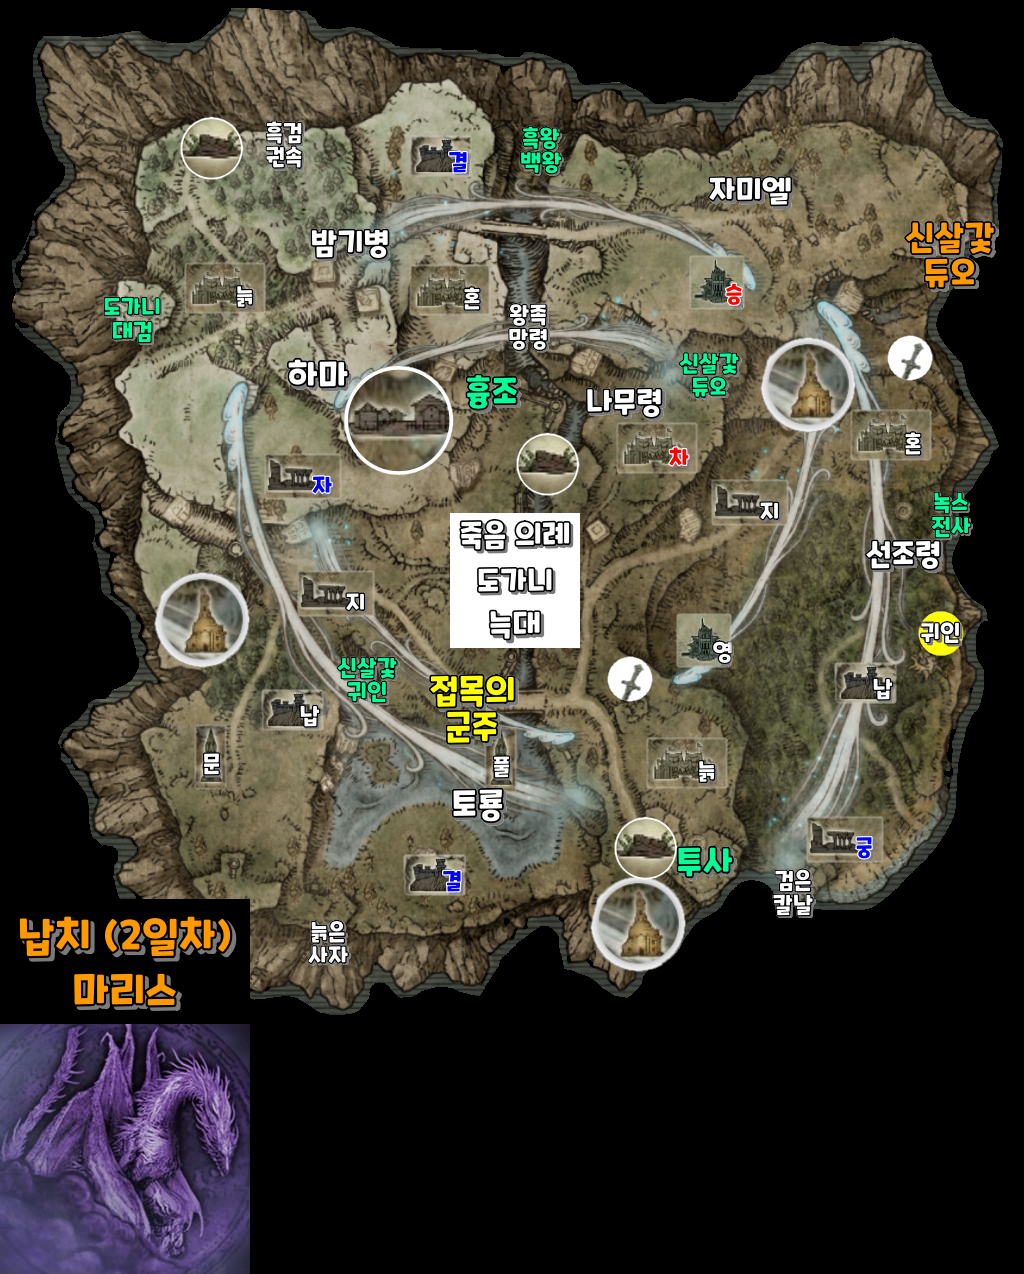 흑검
권속
결
흑왕
백왕
자미엘
밤기병
신살갗
듀오
늙
혼
승
도가니
대검
왕족
망령
하마
흉조
신살갗
듀오
나무령
혼
차
자
지
녹스
전사
죽음 의례
도가니
늑대
선조령
지
귀인
영
신살갗
귀인
접목의
군주
납
납
문
풀
늙
토룡
투사
궁
결
검은
칼날
늙은
사자
납치 (2일차)
마리스